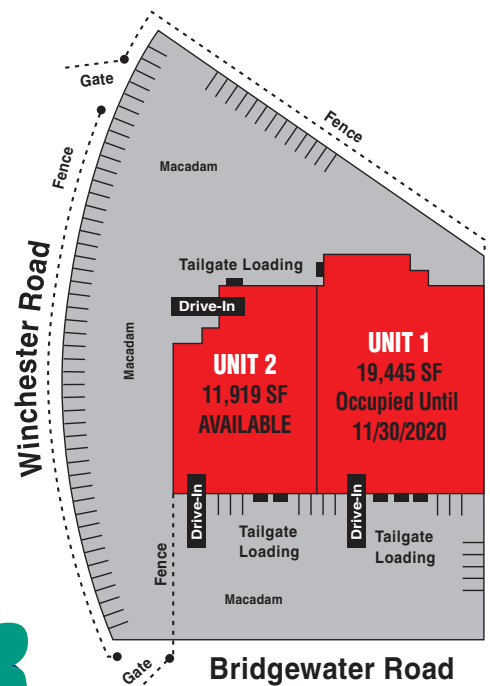 Gate
Fence
Fence
Macadam
Winchester Road
Tailgate Loading
Drive-In
Macadam
UNIT 2
11,919 SF
AVAILABLE
UNIT 1
19,445 SF
Occupied Until
11/30/2020
Drive-In
Tailgate
Loading
Drive-In
Tailgate
Loading
Fence
Macadam
Gate
Bridgewater Road